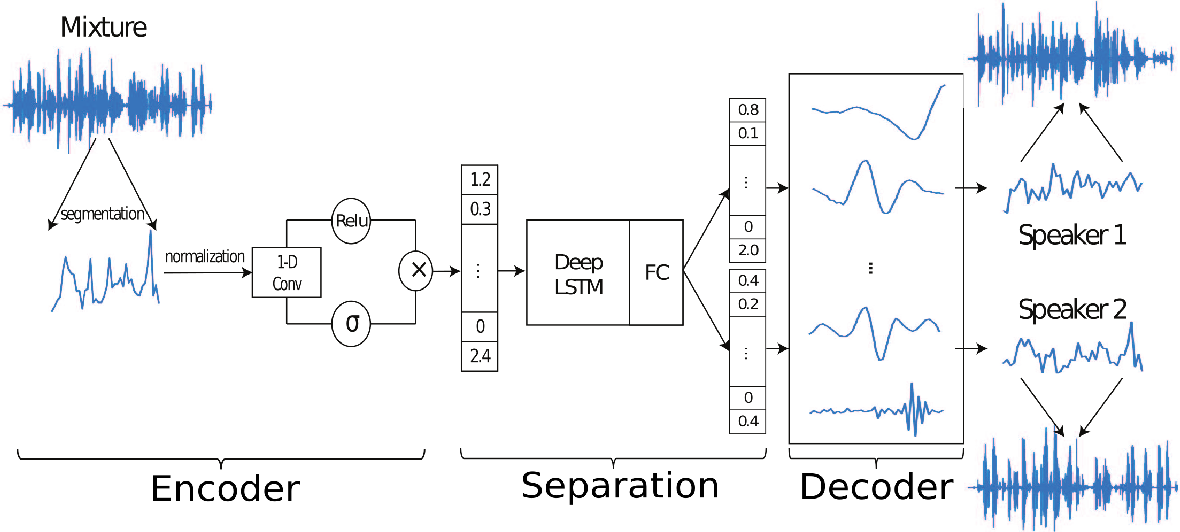 Mixture
segmentation
normalization
1-D
Conv
Relu
σ
×
1.2
0.3
...
0
2.4
Deep
LSTM
FC
0.8
0.1
...
0
2.0
0.4
0.2
...
0
0.4
...
Speaker 1
Speaker 2
Encoder
Separation
Decoder